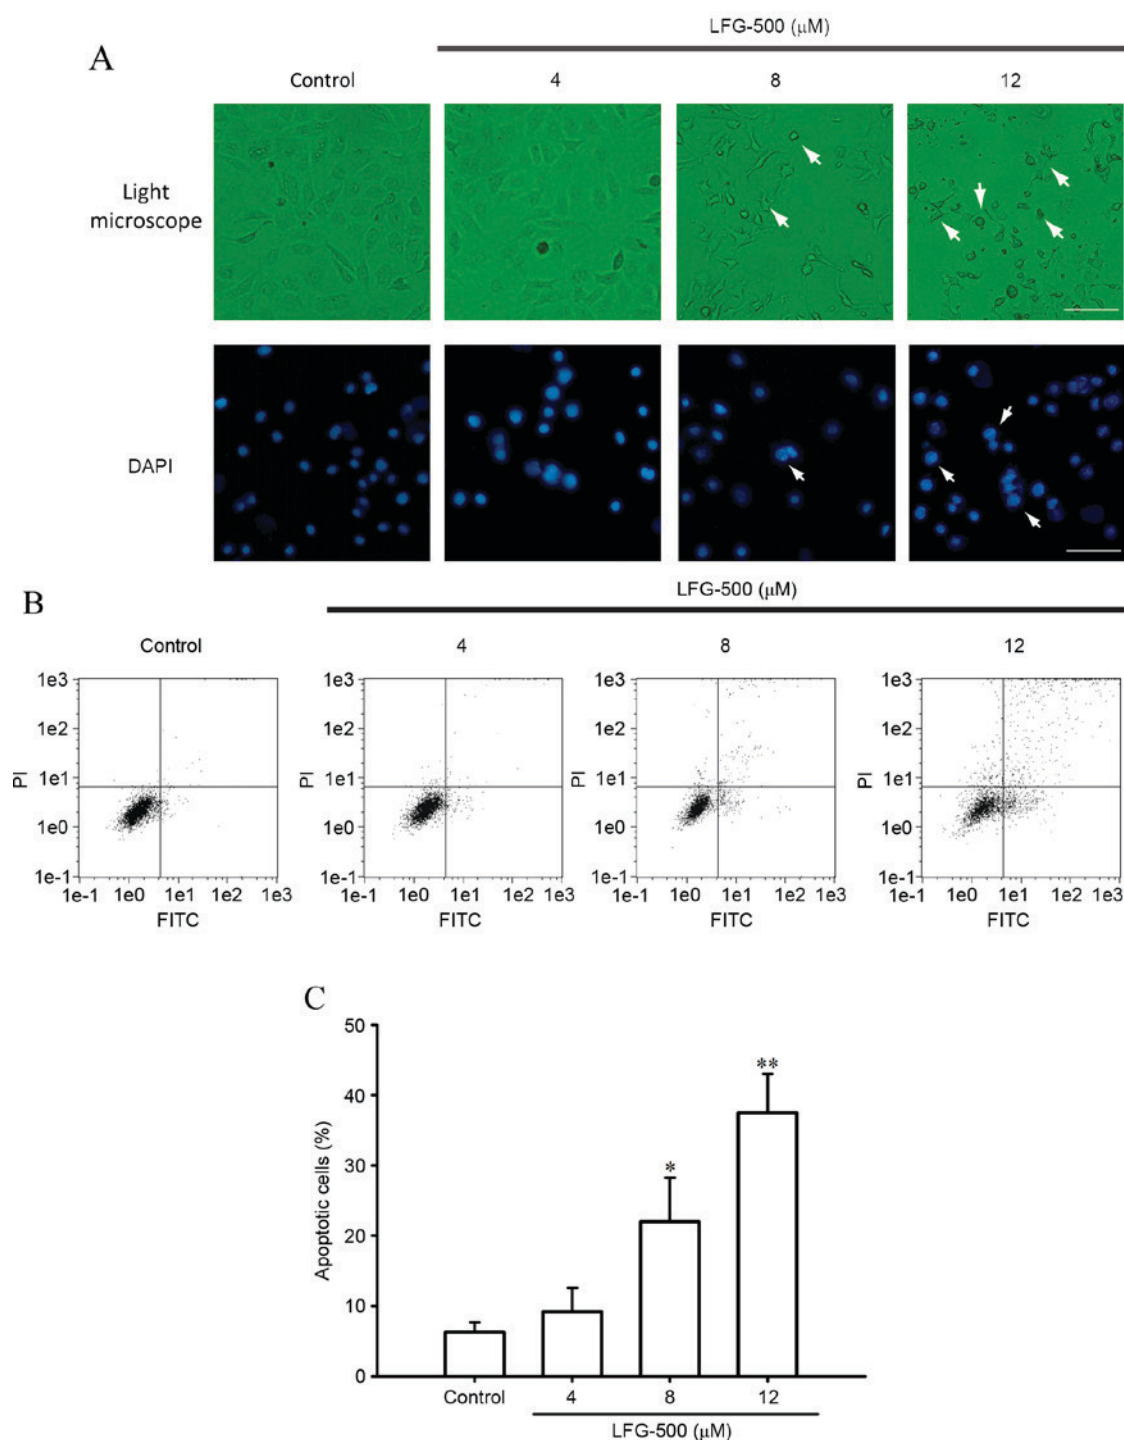 LFG-500 (μM)
A
Control 4 8 12
Light
microscope
DAPI
LFG-500 (μM)
B
Control 4 8 12
1e3 1e3 1e3 1e3
1e2 1e2 1e2 1e2
PI PI PI PI
1e1 1e1 1e1 1e1
1e0 1e0 1e0 1e0
1e-1 1e-1 1e-1 1e-1
1e-1 1e0 1e1 1e2 1e3 1e-1 1e0 1e1 1e2 1e3 1e-1 1e0 1e1 1e2 1e3 1e-1 1e0 1e1 1e2 1e3
FITC FITC FITC FITC
C
50
**
40
30
*
Apoptotic cells (%)
20
10
0
Control 4 8 12
LFG-500 (μM)